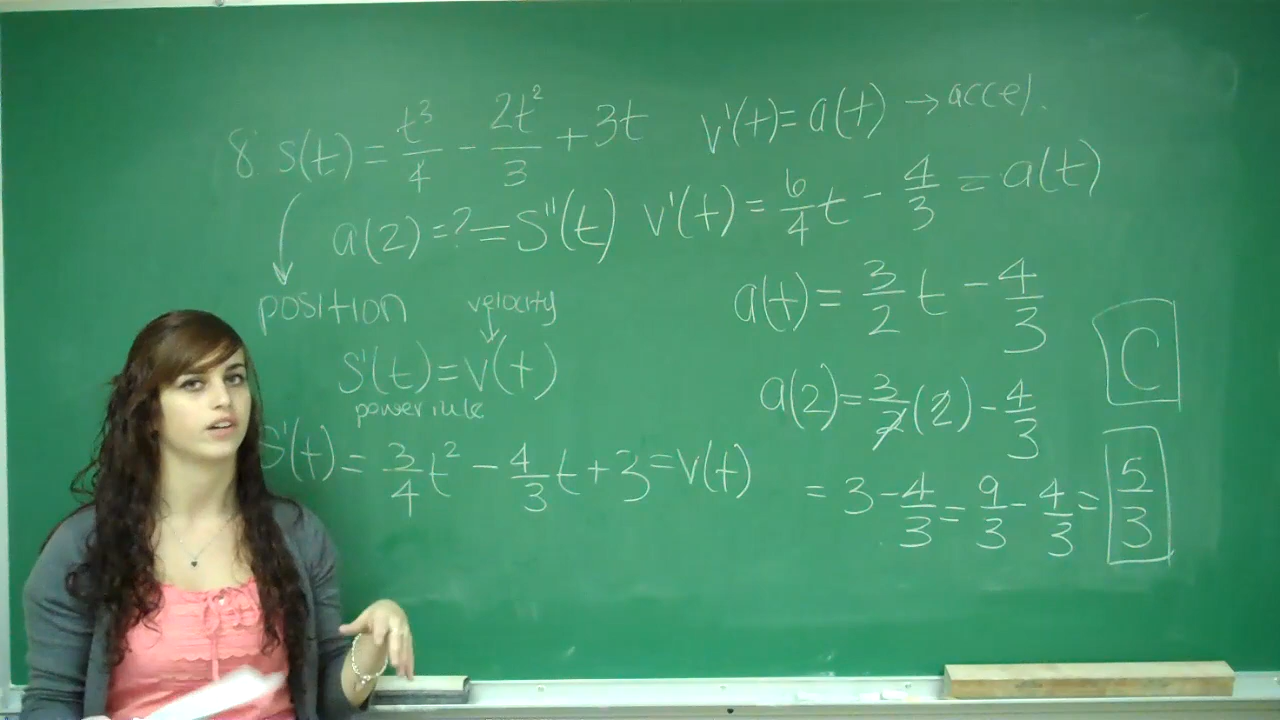 8. s(t) = t³/4 - 2t²/3 + 3t
a(2) = ? = S''(t)
position
velocity
S'(t) = v(t)
power rule
S'(t) = 3/4 t² - 4/3 t + 3 = v(t)
v'(t) = a(t) → accel.
v'(t) = 6/4 t - 4/3 = a(t)
a(t) = 3/2 t - 4/3
a(2) = 3/2 (2) - 4/3
= 3 - 4/3 = 9/3 - 4/3 = 5/3
C